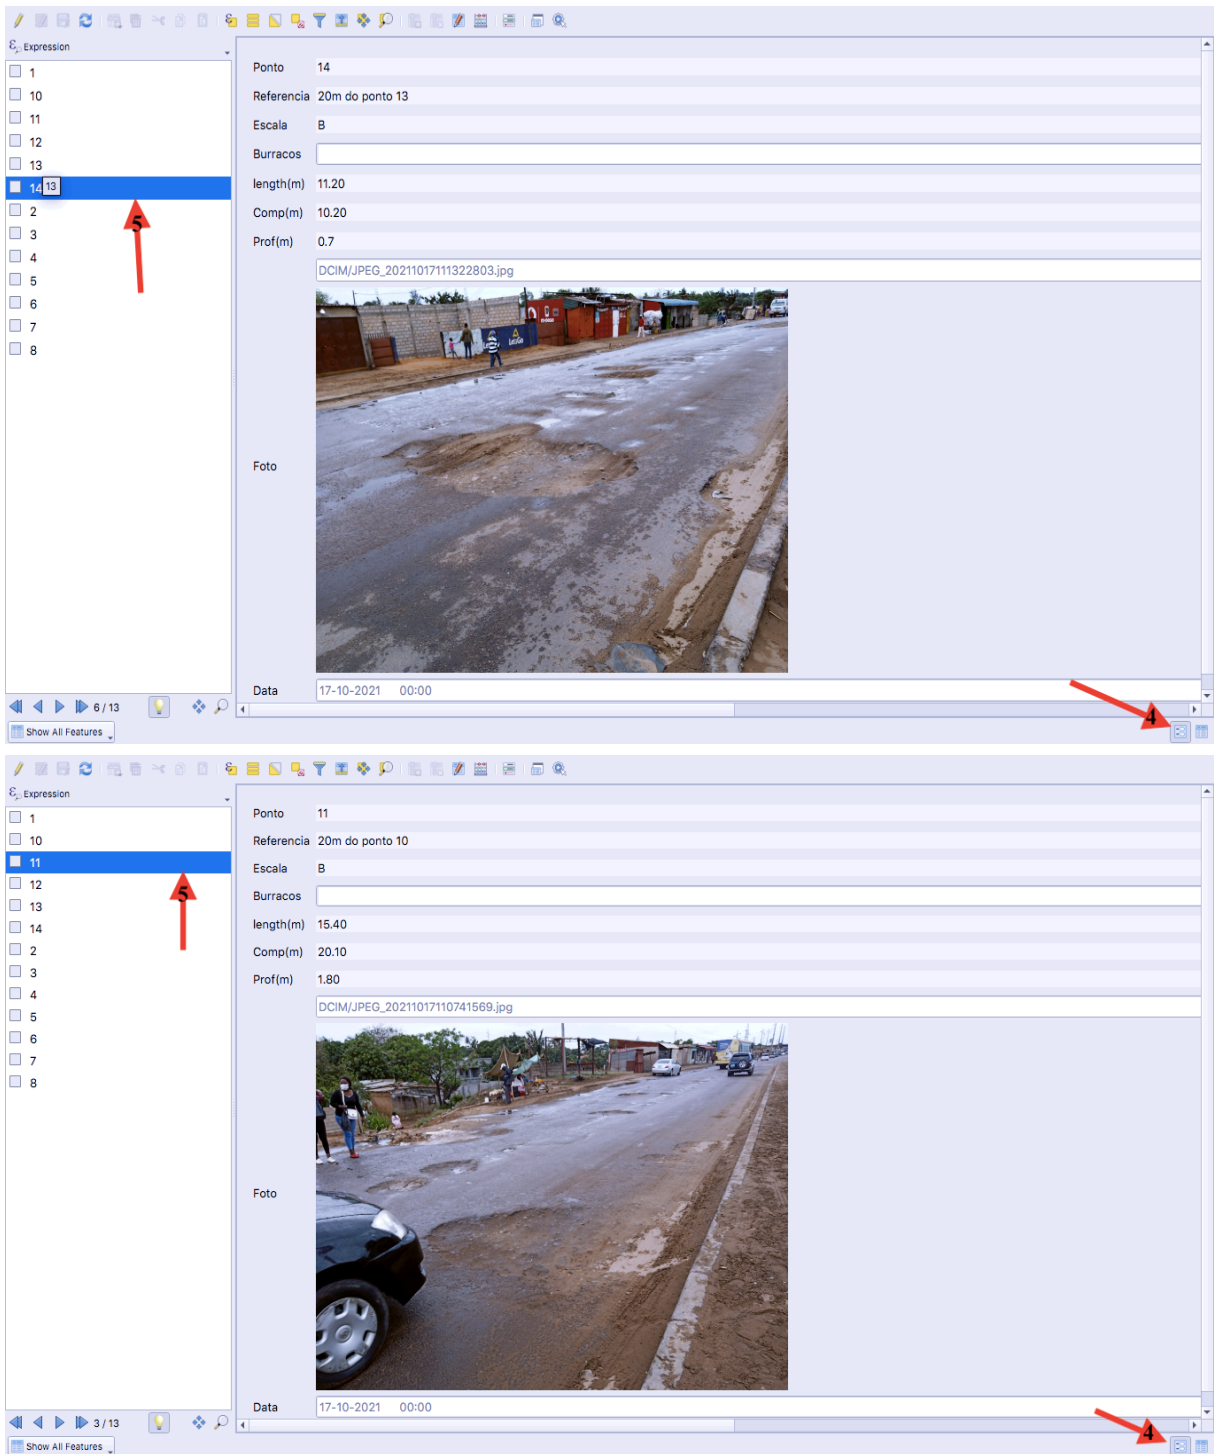 Expression
1
10
11
12
13
14 13
2
3
4
5
6
7
8
5
Ponto 14
Referencia 20m do ponto 13
Escala B
Burracos
length(m) 11.20
Comp(m) 10.20
Prof(m) 0.7
DCIM/JPEG_20211017111322803.jpg
Foto
Data 17-10-2021 00:00
6 / 13
Show All Features
4
Expression
1
10
11
12
13
14
2
3
4
5
6
7
8
5
Ponto 11
Referencia 20m do ponto 10
Escala B
Burracos
length(m) 15.40
Comp(m) 20.10
Prof(m) 1.80
DCIM/JPEG_20211017110741569.jpg
Foto
Data 17-10-2021 00:00
3 / 13
Show All Features
4